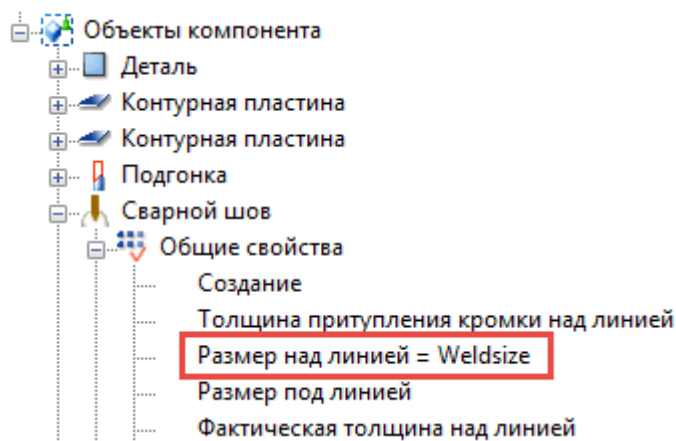 Объекты компонента
Деталь
Контурная пластина
Контурная пластина
Подгонка
Сварной шов
Общие свойства
Создание
Толщина притупления кромки над линией
Размер над линией = Weldsize
Размер под линией
Фактическая толщина над линией